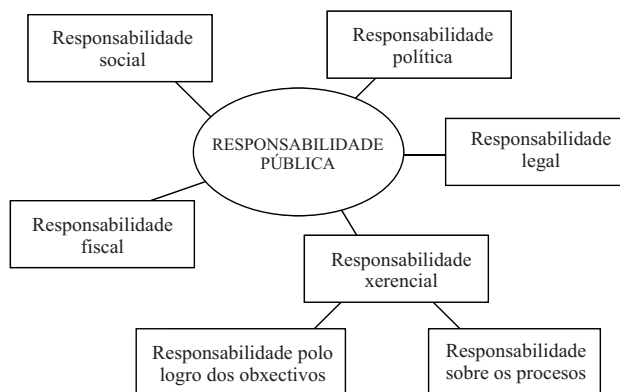 Responsabilidade
social
Responsabilidade
política
RESPONSABILIDADE
PÚBLICA
Responsabilidade
legal
Responsabilidade
fiscal
Responsabilidade
xerencial
Responsabilidade polo
logro dos obxectivos
Responsabilidade
sobre os procesos